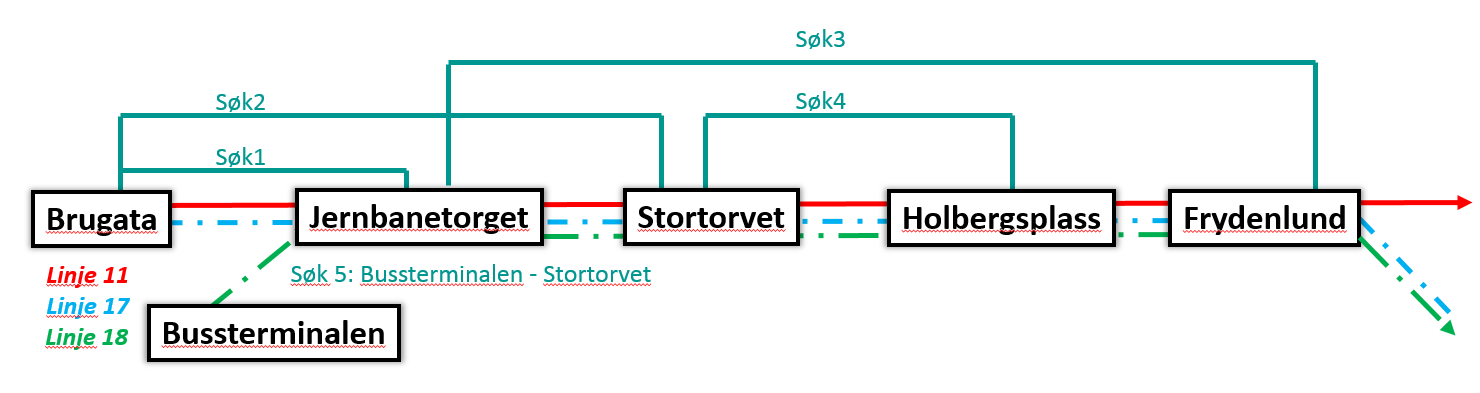 Søk3
Søk2
Søk4
Søk1
Brugata
Jernbanetorget
Stortorvet
Holbergsplass
Frydenlund
Linje 11
Søk 5: Bussterminalen - Stortorvet
Linje 17
Linje 18
Bussterminalen